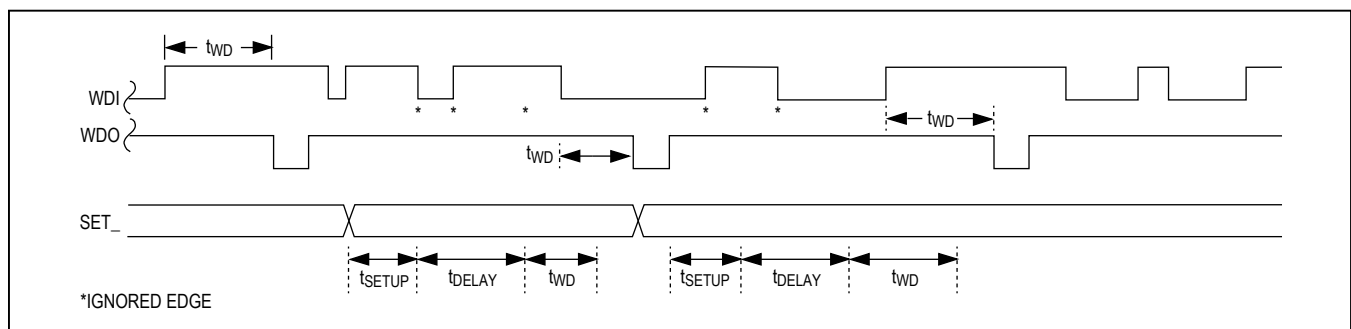 tWD
WDI
* * * * *
tWD
WDO
tWD
SET_
tSETUP tDELAY tWD tSETUP tDELAY tWD
*IGNORED EDGE